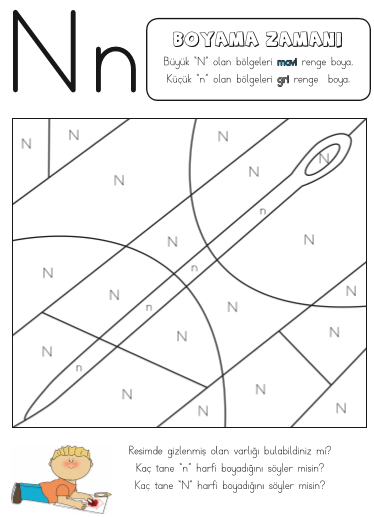 Nn
BOYAMA ZAMANI
Büyük "N" olan bölgeleri mavi renge boya.
Küçük "n" olan bölgeleri gri renge boya.
N N N
N N N
n
N N
N n
N N n N
N N
N n
N N
N N
Resimde gizlenmiş olan varlığı bulabildiniz mi?
Kaç tane "n" harfi boyadığını söyler misin?
Kaç tane "N" harfi boyadığını söyler misin?